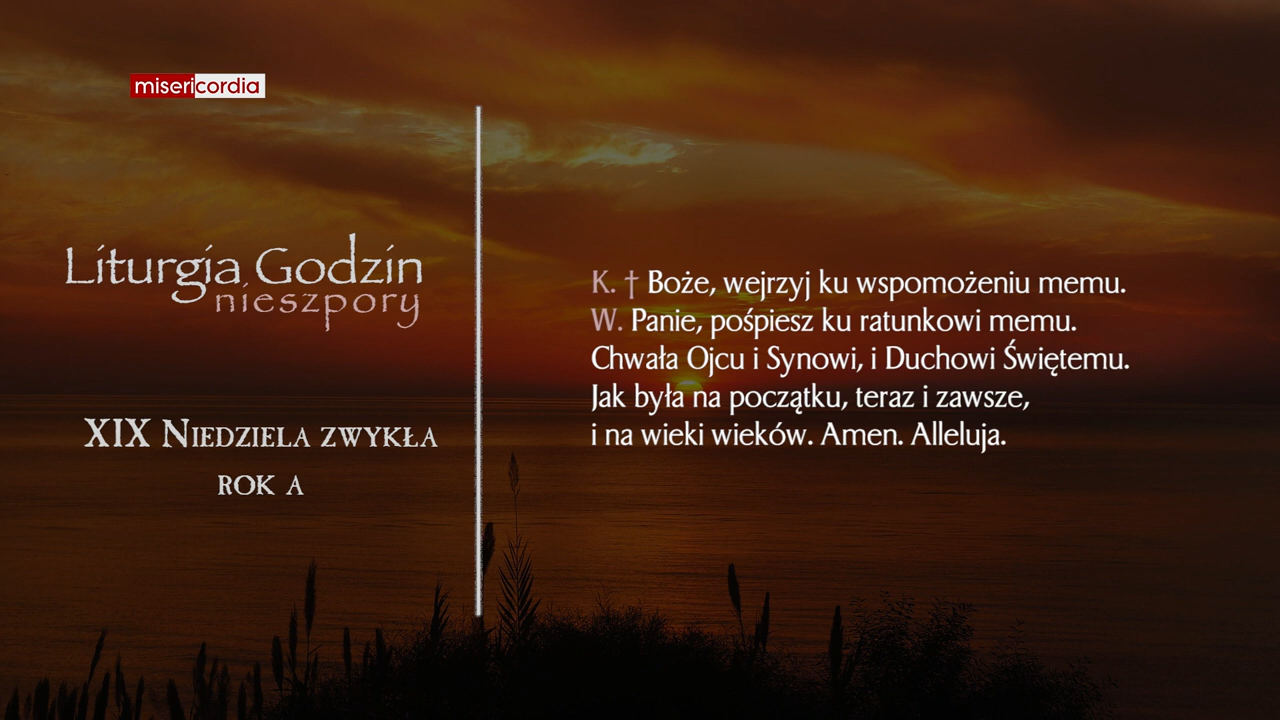 misericordia
Liturgia Godzin
nieszpory
XIX Niedziela zwykła
rok A
K. † Boże, wejrzyj ku wspomożeniu memu.
W. Panie, pośpiesz ku ratunkowi memu.
Chwała Ojcu i Synowi, i Duchowi Świętemu.
Jak była na początku, teraz i zawsze,
i na wieki wieków. Amen. Alleluja.